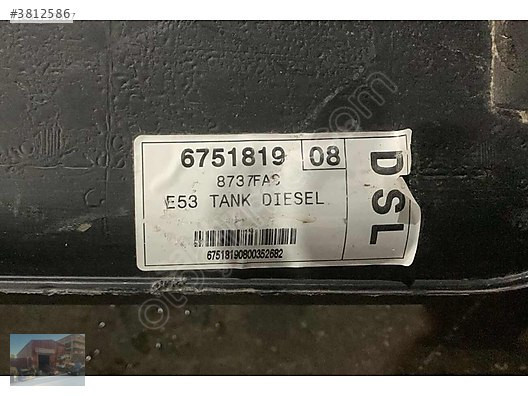 #3812586
6751819 08
8737FAS
E53 TANK DIESEL
67518190800352682
DSL